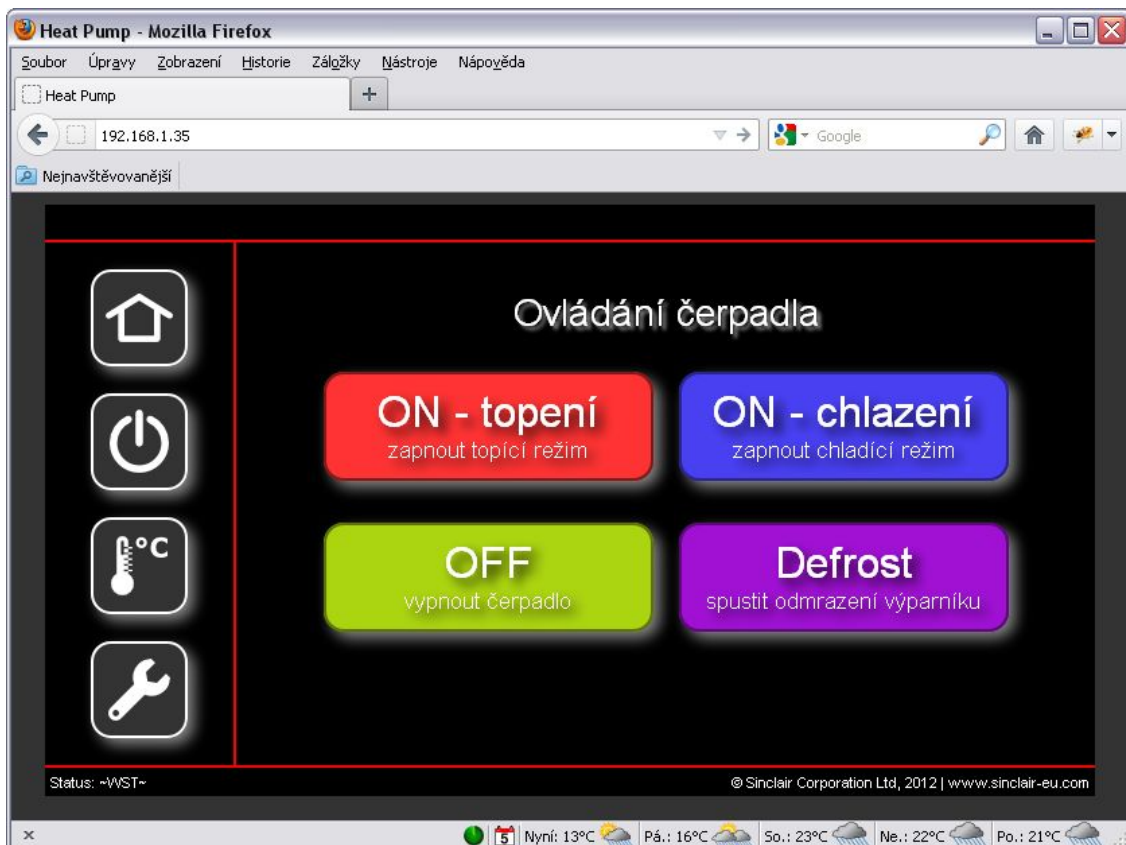 Heat Pump - Mozilla Firefox
Soubor Úpravy Zobrazení Historie Záložky Nástroje Nápověda
Heat Pump
192.168.1.35
Google
Nejnavštěvovanější
°C
Ovládání čerpadla
ON - topení
zapnout topící režim
ON - chlazení
zapnout chladící režim
OFF
vypnout čerpadlo
Defrost
spustit odmrazení výparníku
Status: ~WST~
© Sinclair Corporation Ltd, 2012 | www.sinclair-eu.com
5 Nyní: 13°C Pá.: 16°C So.: 23°C Ne.: 22°C Po.: 21°C